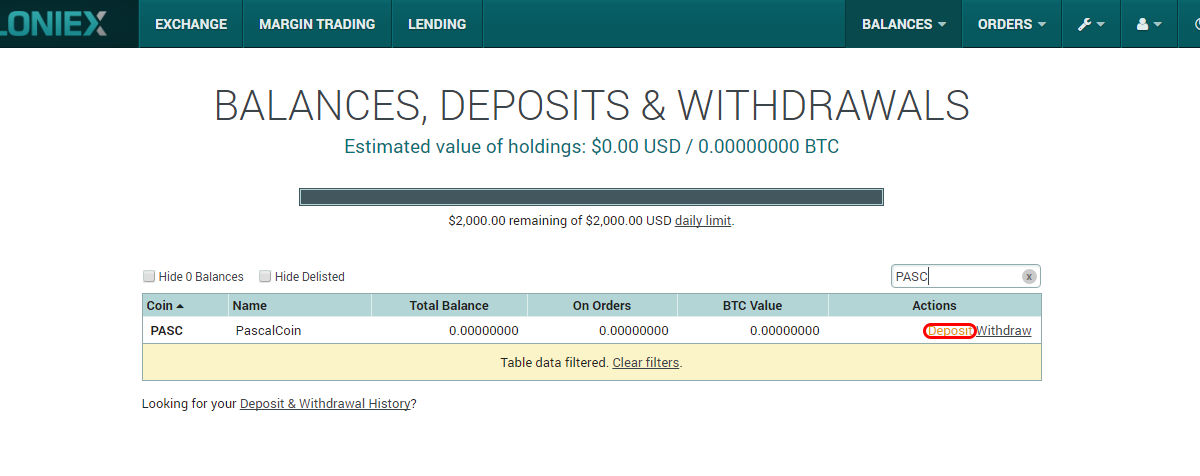 LONIEX EXCHANGE MARGIN TRADING LENDING BALANCES ORDERS
BALANCES, DEPOSITS & WITHDRAWALS
Estimated value of holdings: $0.00 USD / 0.00000000 BTC
$2,000.00 remaining of $2,000.00 USD daily limit.
Hide 0 Balances Hide Delisted PASC x
Coin Name Total Balance On Orders BTC Value Actions
PASC PascalCoin 0.00000000 0.00000000 0.00000000 Deposit Withdraw
Table data filtered. Clear filters.
Looking for your Deposit & Withdrawal History?